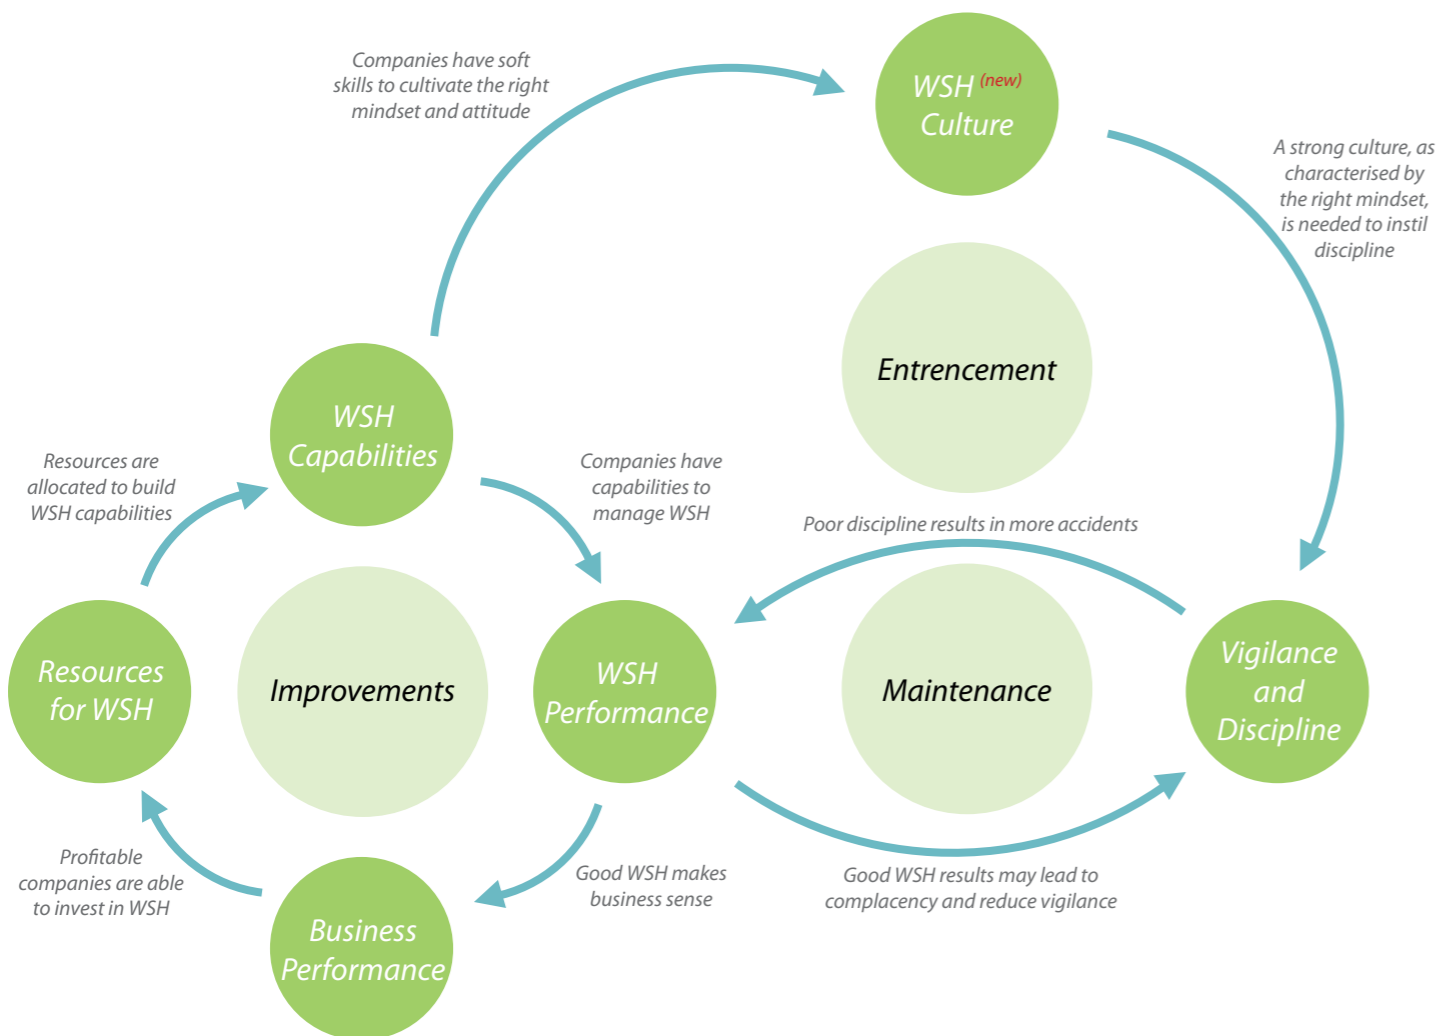 Companies have soft
skills to cultivate the right
mindset and attitude
WSH (new)
Culture
A strong culture, as
characterised by
the right mindset,
is needed to instil
discipline
Entrencement
WSH
Capabilities
Resources are
allocated to build
WSH capabilities
Companies have
capabilities to
manage WSH
Poor discipline results in more accidents
Resources
for WSH
Improvements
WSH
Performance
Maintenance
Vigilance
and
Discipline
Profitable
companies are able
to invest in WSH
Good WSH makes
business sense
Good WSH results may lead to
complacency and reduce vigilance
Business
Performance